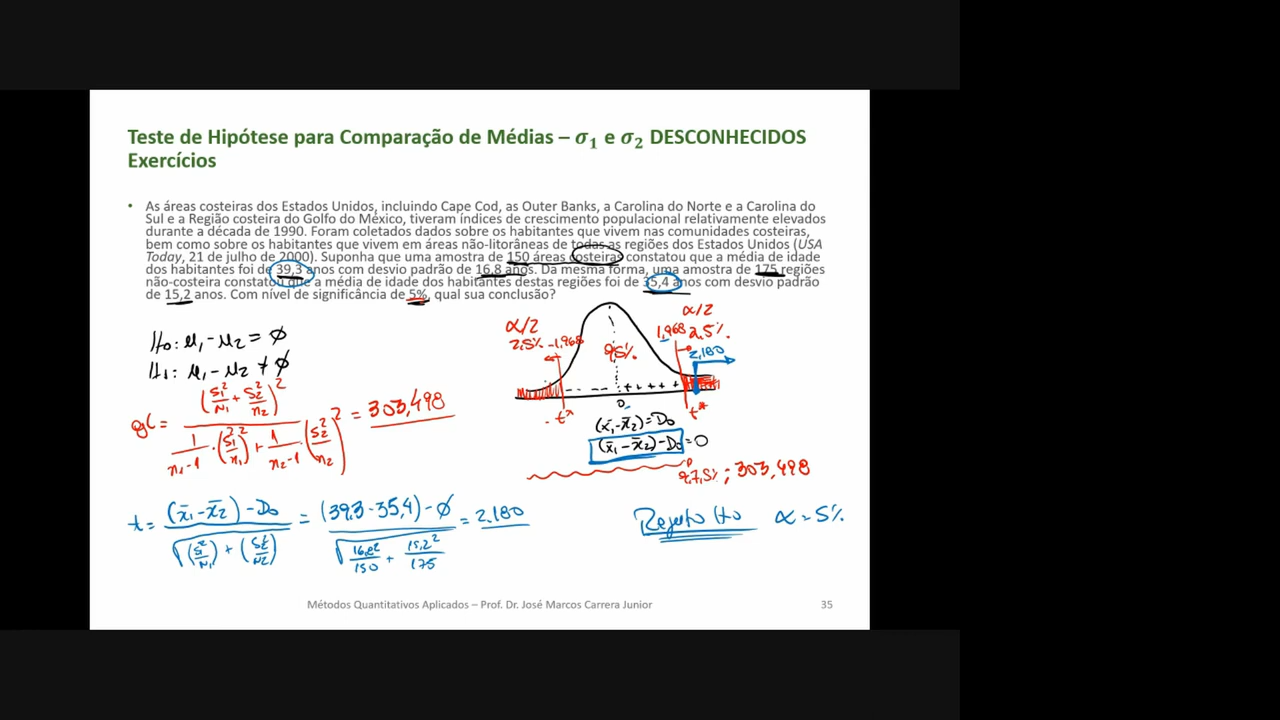 Teste de Hipótese para Comparação de Médias – σ₁ e σ₂ DESCONHECIDOS
Exercícios
• As áreas costeiras dos Estados Unidos, incluindo Cape Cod, as Outer Banks, a Carolina do Norte e a Carolina do
Sul e a Região costeira do Golfo do México, tiveram índices de crescimento populacional relativamente elevados
durante a década de 1990. Foram coletados dados sobre os habitantes que vivem nas comunidades costeiras,
bem como sobre os habitantes que vivem em áreas não-litorâneas de todas as regiões dos Estados Unidos (USA
Today, 21 de julho de 2000). Suponha que uma amostra de 150 áreas costeiras constatou que a média de idade
dos habitantes foi de 39,3 anos com desvio padrão de 16,8 anos. Da mesma forma, uma amostra de 175 regiões
não-costeira constatou que a média de idade dos habitantes destas regiões foi de 35,4 anos com desvio padrão
de 15,2 anos. Com nível de significância de 5%, qual sua conclusão?
H₀: μ₁ - μ₂ = ∅
H₁: μ₁ - μ₂ ≠ ∅
gl = (S₁²/n₁ + S₂²/n₂)² / (1/(n₁-1) · (S₁²/n₁)² + 1/(n₂-1) · (S₂²/n₂)²) = 303,498
α/2 α/2
2,5% -1,968 95% 1,968 2,5%
2,180
- t* D₀ t*
(x̄₁ - x̄₂) = D₀
(x̄₁ - x̄₂) - D₀ = 0
97,5% ; 303,498
t = (x̄₁ - x̄₂) - D₀ / √((S₁²/n₁) + (S₂²/n₂)) = (39,3 - 35,4) - ∅ / √(16,8²/150 + 15,2²/175) = 2,180
Rejeito H₀ α = 5%
Métodos Quantitativos Aplicados – Prof. Dr. José Marcos Carrera Junior 35